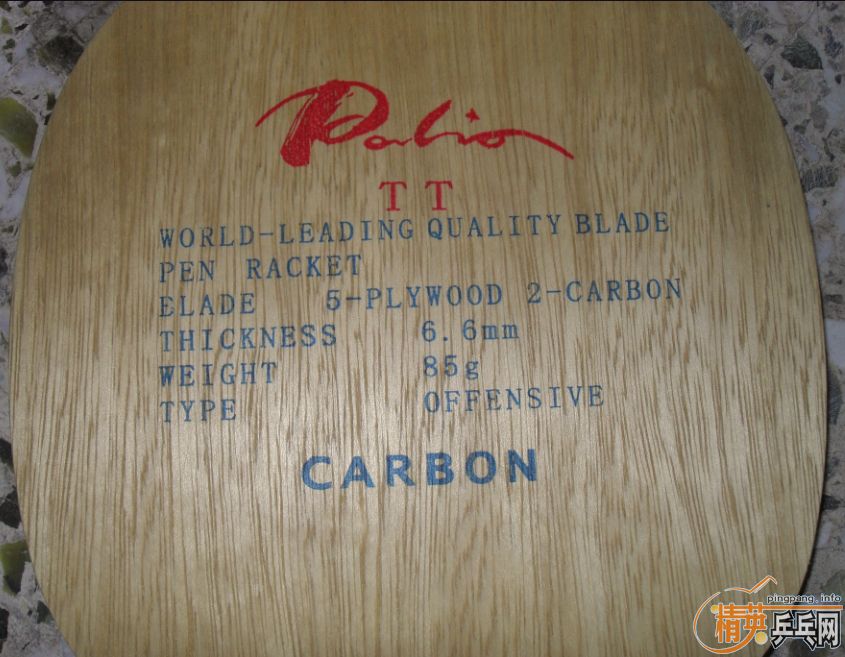 Palio
TT
WORLD-LEADING QUALITY BLADE
PEN RACKET
ELADE 5-PLYWOOD 2-CARBON
THICKNESS 6.6mm
WEIGHT 85g
TYPE OFFENSIVE
CARBON
pingpang.info
精英乒乓网